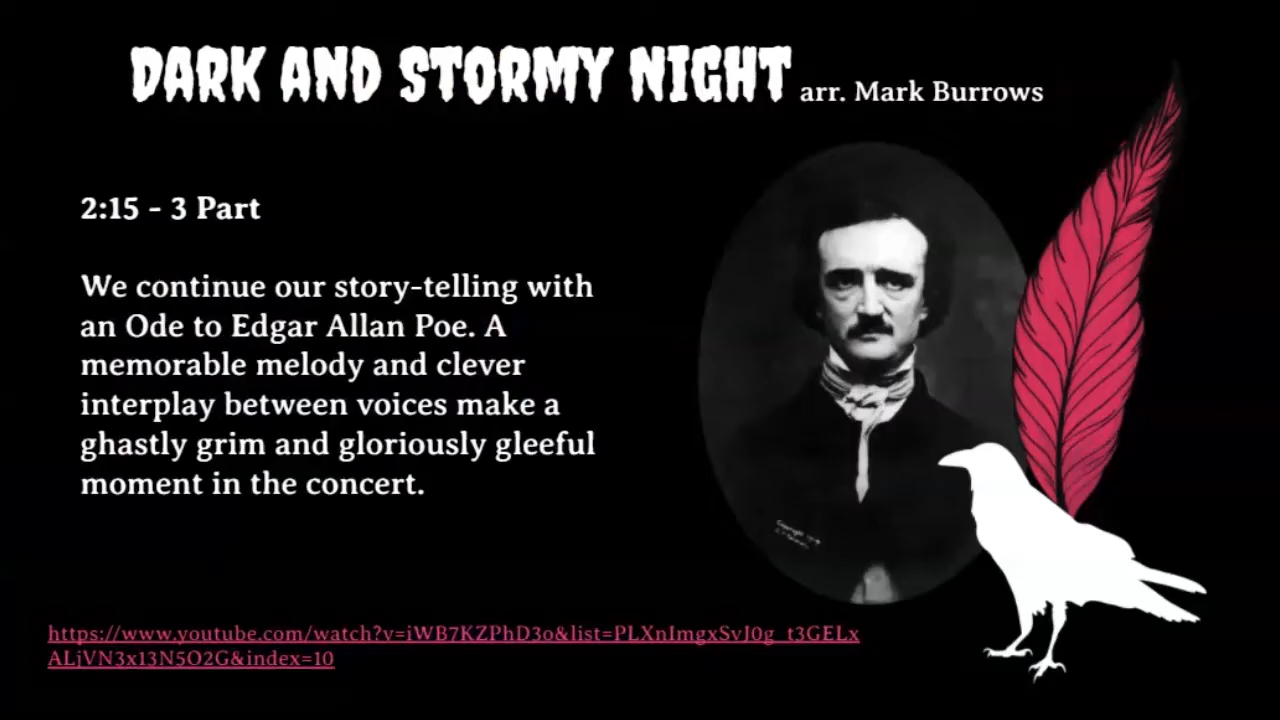 DARK AND STORMY NIGHT arr. Mark Burrows
2:15 - 3 Part
We continue our story-telling with
an Ode to Edgar Allan Poe. A
memorable melody and clever
interplay between voices make a
ghastly grim and gloriously gleeful
moment in the concert.
https://www.youtube.com/watch?v=iWB7KZPhD3o&list=PLXnImgxSvJ0g_t3GELx
ALjVN3x13N5O2G&index=10